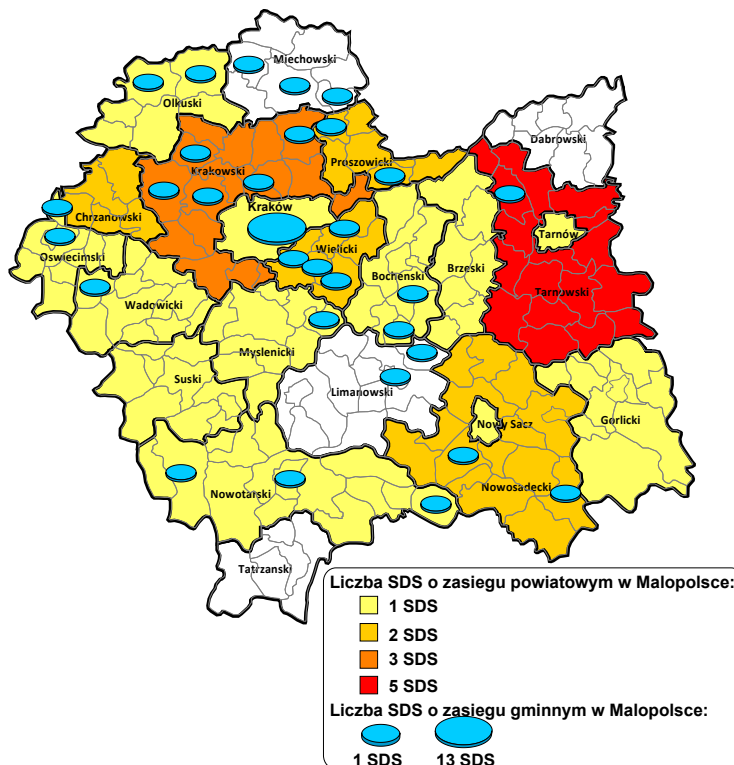 Miechowski
Olkuski
Dabrowski
Proszowicki
Krakowski
Kraków
Chrzanowski
Tarnów
Wielicki
Oswiecimski
Bochenski
Brzeski
Tarnowski
Wadowicki
Myslenicki
Suski
Limanowski
Nowy Sacz
Gorlicki
Nowotarski
Nowosadecki
Tatrzanski
Liczba SDS o zasiegu powiatowym w Malopolsce:
1 SDS
2 SDS
3 SDS
5 SDS
Liczba SDS o zasiegu gminnym w Malopolsce:
1 SDS 13 SDS